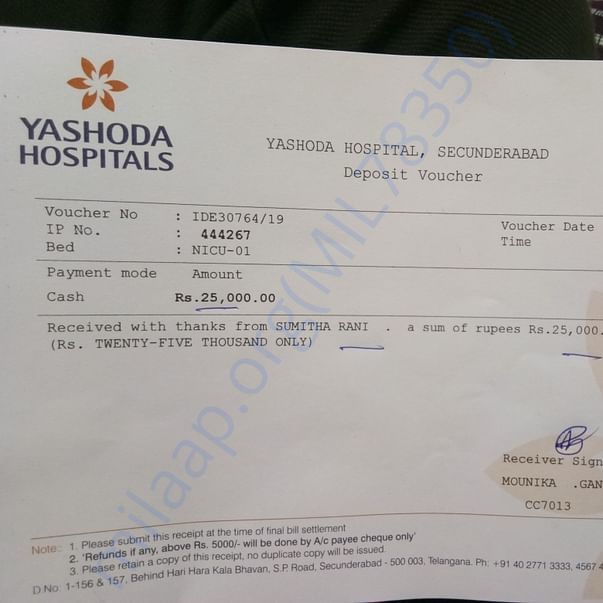 YASHODA
HOSPITALS
YASHODA HOSPITAL, SECUNDERABAD
Deposit Voucher
Voucher No : IDE30764/19
IP No. : 444267
Bed : NICU-01
Voucher Date
Time
Payment mode Amount
Cash Rs.25,000.00
Received with thanks from SUMITHA RANI . a sum of rupees Rs.25,000.
(Rs. TWENTY-FIVE THOUSAND ONLY)
Receiver Sign
MOUNIKA .GAN
CC7013
Note:: 1. Please submit this receipt at the time of final bill settlement
2. 'Refunds if any, above Rs. 5000/- will be done by A/c payee cheque only'
3. Please retain a copy of this receipt, no duplicate copy will be issued.
D.No: 1-156 & 157, Behind Hari Hara Kala Bhavan, S.P. Road, Secunderabad - 500 003, Telangana. Ph: +91 40 2771 3333, 4567 4
milaap.org(MIL78350)